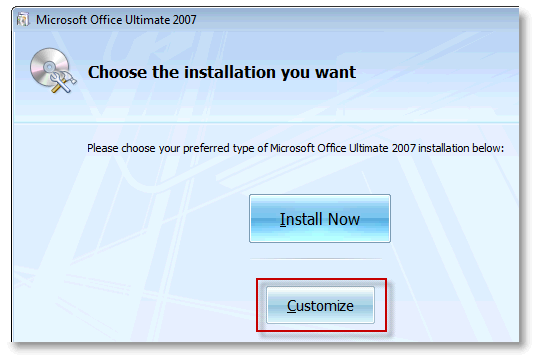 Microsoft Office Ultimate 2007
Choose the installation you want
Please choose your preferred type of Microsoft Office Ultimate 2007 installation below:
Install Now
Customize